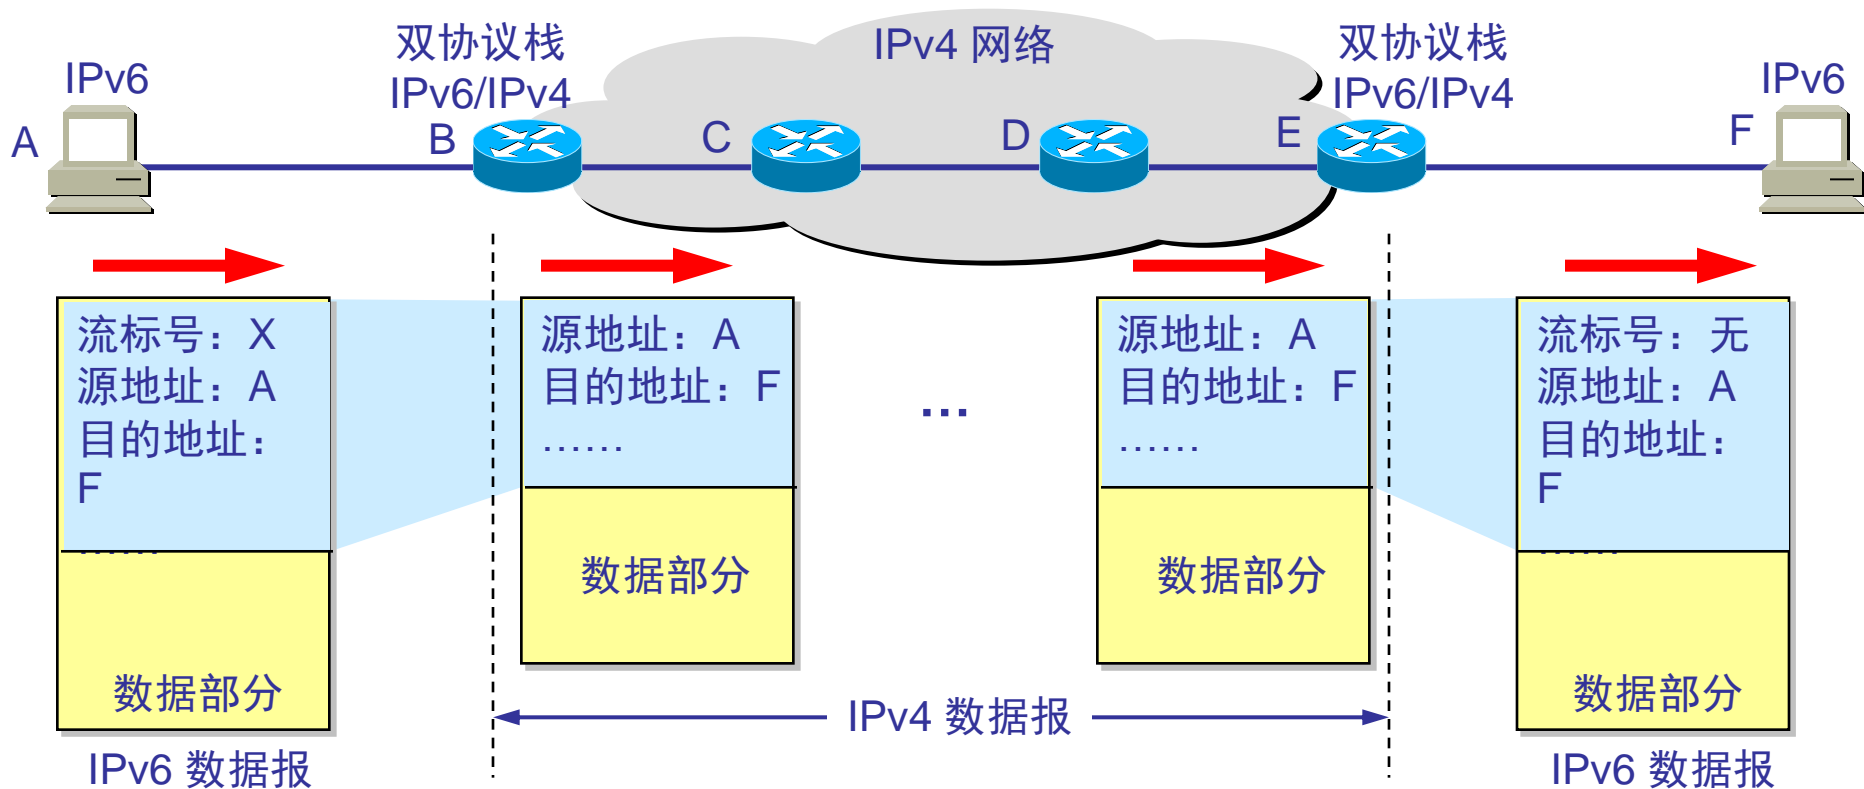 IPv6
双协议栈
IPv6/IPv4
IPv4 网络
双协议栈
IPv6/IPv4
IPv6
A
B
C
D
E
F
流标号：X
源地址：A
目的地址：
F
……
数据部分
IPv6 数据报
源地址：A
目的地址：F
……
数据部分
…
IPv4 数据报
源地址：A
目的地址：F
……
数据部分
流标号：无
源地址：A
目的地址：
F
……
数据部分
IPv6 数据报